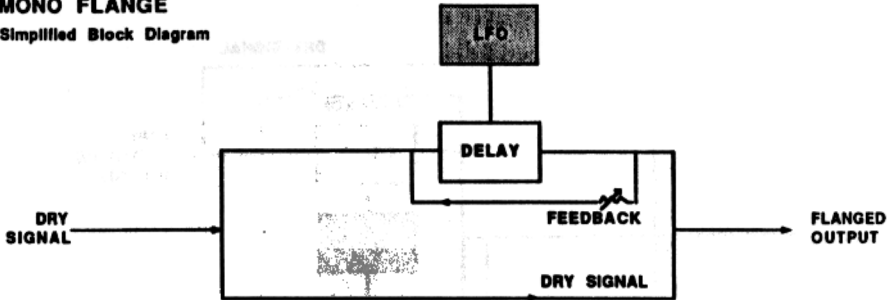 MONO FLANGE
Simplified Block Diagram
LFO
DELAY
FEEDBACK
DRY
SIGNAL
FLANGED
OUTPUT
DRY SIGNAL